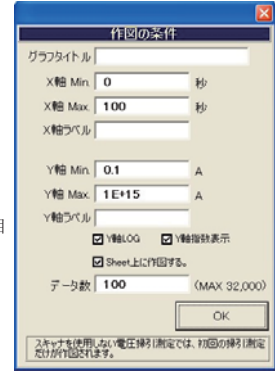 作図の条件
グラフタイトル
X軸 Min. 0 秒
X軸 Max. 100 秒
X軸ラベル
Y軸 Min. 0.1 A
Y軸 Max. 1E+15 A
Y軸ラベル
Y軸LOG Y軸指数表示
Sheet上に作図する。
データ数 100 (MAX 32,000)
OK
スキャナを使用しない電圧掃引測定では、初回の掃引測定
だけが作図されます。